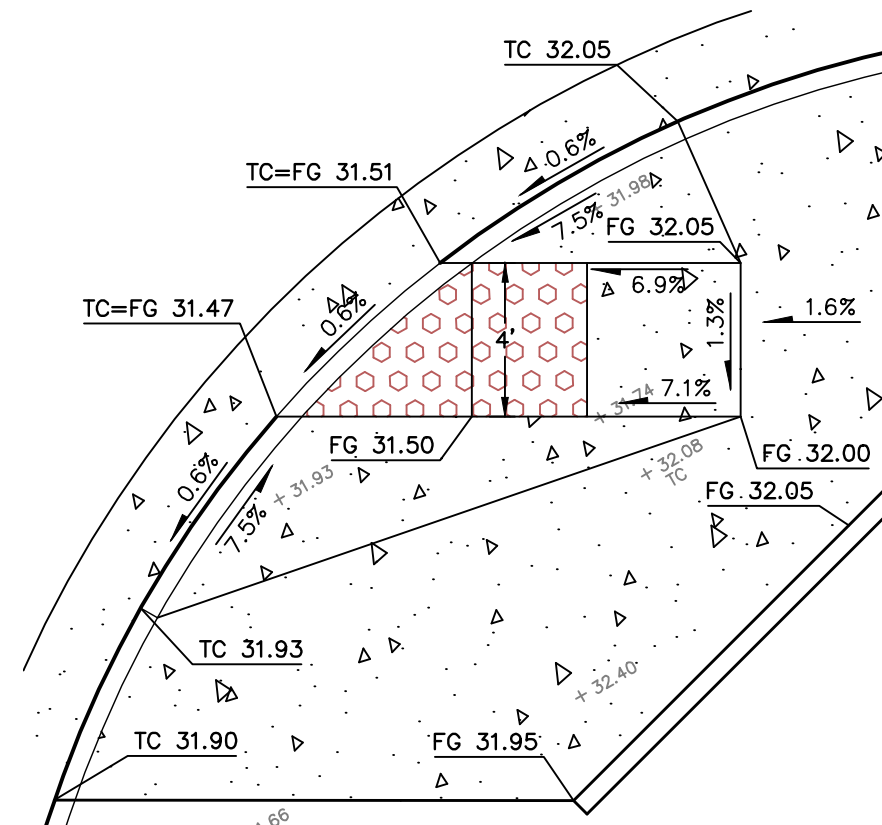 TC 32.05
0.6%
TC=FG 31.51
31.98
7.5%
FG 32.05
6.9%
TC=FG 31.47
0.6%
1.3%
1.6%
4'
7.1%
31.74
FG 31.50
FG 32.00
32.08
TC
0.6%
31.93
FG 32.05
7.5%
TC 31.93
32.40
TC 31.90
FG 31.95
.66